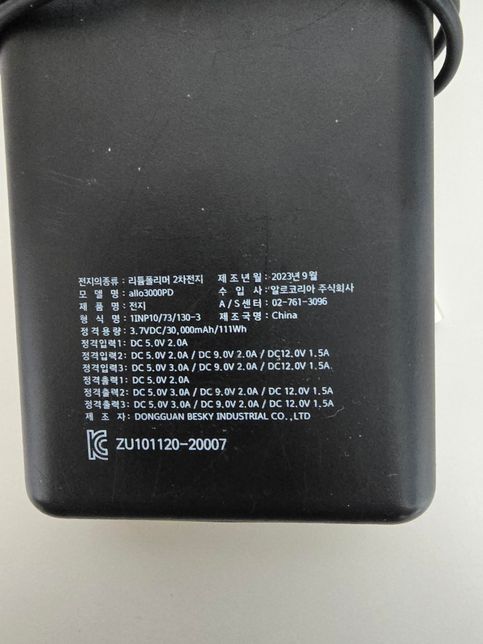 전지의종류 : 리튬폴리머 2차전지 제 조 년 월 : 2023년 9월
모 델 명 : allo3000PD 수 입 사 : 알로코리아 주식회사
제 품 명 : 전지 A / S 센터 : 02-761-3096
형 식 명 : 1INP10/73/130-3 제조국명 : China
정격용량 : 3.7VDC/30,000mAh/111Wh
정격입력1 : DC 5.0V 2.0A
정격입력2 : DC 5.0V 2.0A / DC 9.0V 2.0A / DC12.0V 1.5A
정격입력3 : DC 5.0V 3.0A / DC 9.0V 2.0A / DC12.0V 1.5A
정격출력1 : DC 5.0V 2.0A
정격출력2 : DC 5.0V 3.0A / DC 9.0V 2.0A / DC 12.0V 1.5A
정격출력3 : DC 5.0V 3.0A / DC 9.0V 2.0A / DC 12.0V 1.5A
제 조 자 : DONGGUAN BESKY INDUSTRIAL CO.,LTD
ZU101120-20007